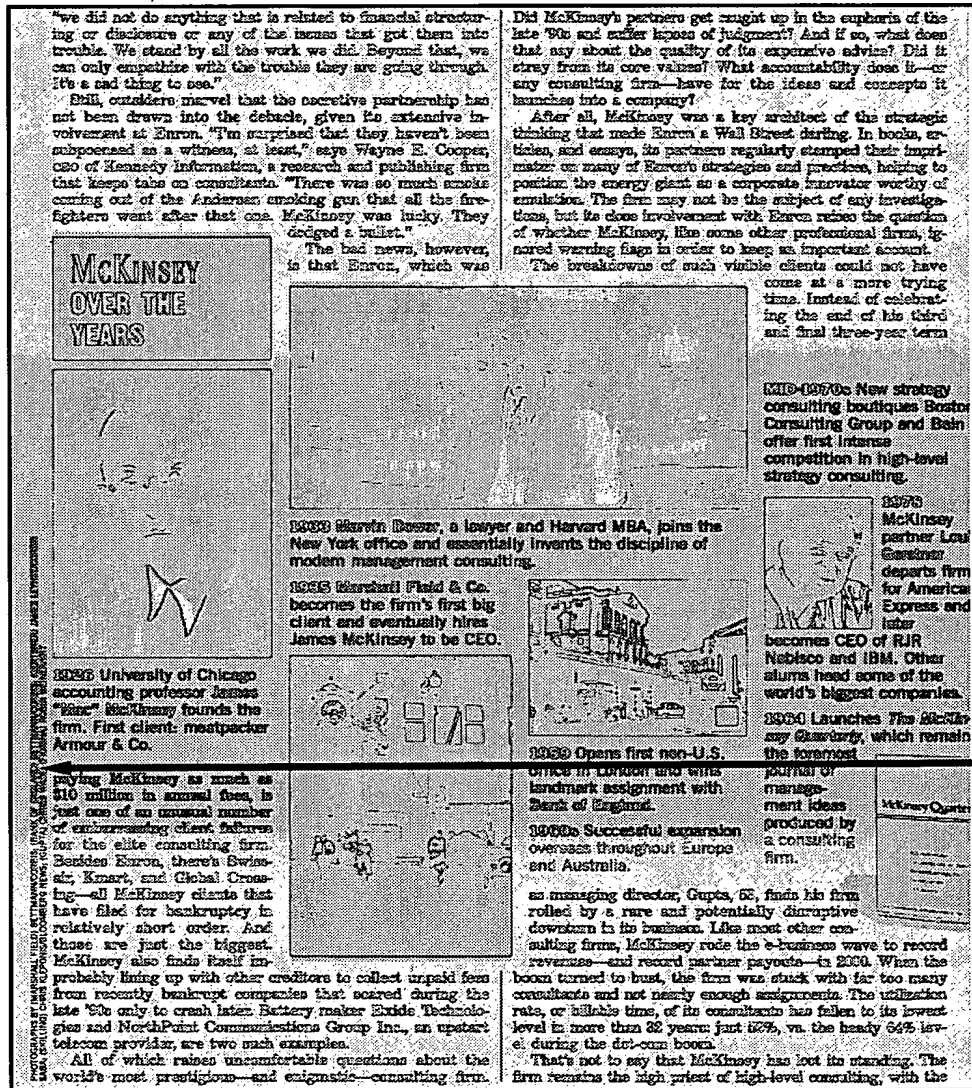 "we did not do anything that is related to financial structur-
ing or disclosure or any of the issues that got them into
trouble. We stand by all the work we did. Beyond that, we
can only empathize with the trouble they are going through.
It's a sad thing to see."
Still, outsiders marvel that the secretive partnership has
not been drawn into the debacle, given its extensive in-
volvement at Enron. "I'm surprised that they haven't been
subpoenaed as a witness, at least," says Wayne E. Cooper,
CEO of Kennedy Information, a research and publishing firm
that keeps tabs on consultants. "There was so much smoke
coming out of the Andersen smoking gun that all the fire-
fighters went after that one. McKinsey was lucky. They
dodged a bullet."
The bad news, however,
is that Enron, which was
McKINSEY
OVER THE
YEARS
1926 University of Chicago
accounting professor James
"Mac" McKinsey founds the
firm. First client: meatpacker
Armour & Co.
1933 Marvin Bower, a lawyer and Harvard MBA, joins the
New York office and essentially invents the discipline of
modern management consulting.
1935 Marshall Field & Co.
becomes the firm's first big
client and eventually hires
James McKinsey to be CEO.
1959 Opens first non-U.S.
office in London and wins
landmark assignment with
Bank of England.
1960s Successful expansion
overseas throughout Europe
and Australia.
MID-1970s New strategy
consulting boutiques Boston
Consulting Group and Bain
offer first intense
competition in high-level
strategy consulting.
1978
McKinsey
partner Lou
Gerstner
departs firm
for American
Express and
later
becomes CEO of RJR
Nabisco and IBM. Other
alums head some of the
world's biggest companies.
1964 Launches The McKin-
sey Quarterly, which remain
the foremost
journal of
manage-
ment ideas
produced by
a consulting
firm.
McKinsey Quarter
paying McKinsey as much as
$10 million in annual fees, is
just one of an unusual number
of embarrassing client failures
for the elite consulting firm.
Besides Enron, there's Swiss-
air, Kmart, and Global Cross-
ing—all McKinsey clients that
have filed for bankruptcy in
relatively short order. And
those are just the biggest.
McKinsey also finds itself im-
probably lining up with other creditors to collect unpaid fees
from recently bankrupt companies that soared during the
late '90s only to crash later. Battery maker Exide Technolo-
gies and NorthPoint Communications Group Inc., an upstart
telecom provider, are two such examples.
All of which raises uncomfortable questions about the
world's most prestigious—and enigmatic—consulting firm.
Did McKinsey's partners get caught up in the euphoria of the
late '90s and suffer lapses of judgment? And if so, what does
that say about the quality of its expensive advice? Did it
stray from its core values? What accountability does it—or
any consulting firm—have for the ideas and concepts it
launches into a company?
After all, McKinsey was a key architect of the strategic
thinking that made Enron a Wall Street darling. In books, ar-
ticles, and essays, its partners regularly stamped their impri-
matur on many of Enron's strategies and practices, helping to
position the energy giant as a corporate innovator worthy of
emulation. The firm may not be the subject of any investiga-
tions, but its close involvement with Enron raises the question
of whether McKinsey, like some other professional firms, ig-
nored warning flags in order to keep an important account.
The breakdowns of such visible clients could not have
come at a more trying
time. Instead of celebrat-
ing the end of his third
and final three-year term
as managing director, Gupta, 53, finds his firm
roiled by a rare and potentially disruptive
downturn in its business. Like most other con-
sulting firms, McKinsey rode the e-business wave to record
revenues—and record partner payouts—in 2000. When the
boom turned to bust, the firm was stuck with far too many
consultants and not nearly enough assignments. The utilization
rate, or billable time, of its consultants has fallen to its lowest
level in more than 32 years: just 52%, vs. the heady 64% lev-
el during the dot-com boom.
That's not to say that McKinsey has lost its standing. The
firm remains the high priest of high-level consulting, with the